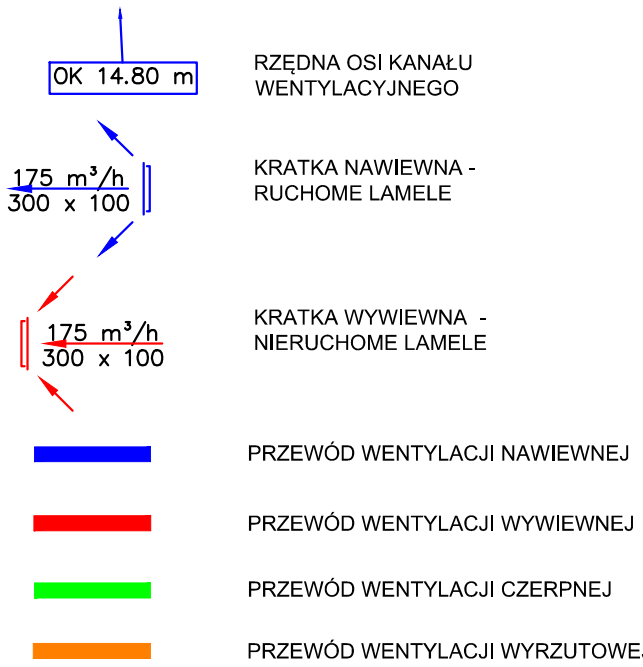 OK 14.80 m
RZĘDNA OSI KANAŁU
WENTYLACYJNEGO
175 m³/h
300 x 100
KRATKA NAWIEWNA -
RUCHOME LAMELE
175 m³/h
300 x 100
KRATKA WYWIEWNA -
NIERUCHOME LAMELE
PRZEWÓD WENTYLACJI NAWIEWNEJ
PRZEWÓD WENTYLACJI WYWIEWNEJ
PRZEWÓD WENTYLACJI CZERPNEJ
PRZEWÓD WENTYLACJI WYRZUTOWEJ